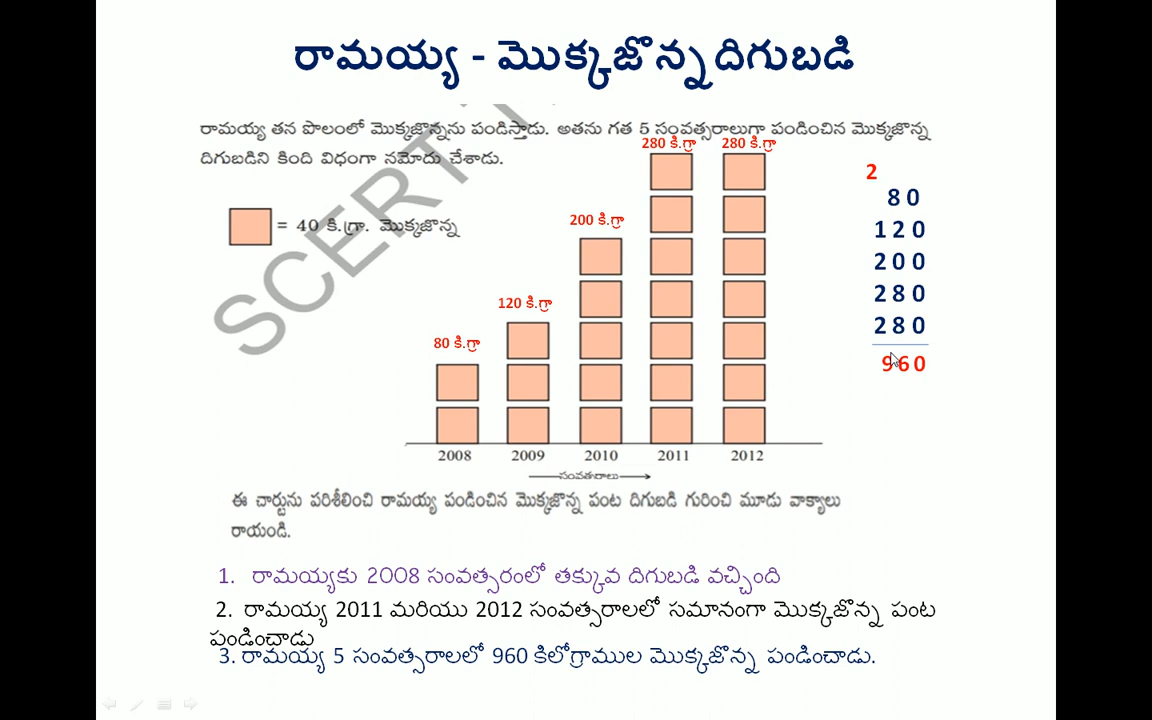 రామయ్య - మొక్కజొన్న దిగుబడి
SCERT T
రామయ్య తన పొలంలో మొక్కజొన్నను పండిస్తాడు. అతను గత 5 సంవత్సరాలుగా పండించిన మొక్కజొన్న
దిగుబడిని కింది విధంగా నమోదు చేశాడు.
= 40 కి.గ్రా. మొక్కజొన్న
80 కి.గ్రా
120 కి.గ్రా
200 కి.గ్రా
280 కి.గ్రా
280 కి.గ్రా
2
80
120
200
280
280
960
2008 2009 2010 2011 2012
సంవత్సరాలు
ఈ చార్టును పరిశీలించి రామయ్య పండించిన మొక్కజొన్న పంట దిగుబడి గురించి మూడు వాక్యాలు
రాయండి.
1. రామయ్యకు 2008 సంవత్సరంలో తక్కువ దిగుబడి వచ్చింది
2. రామయ్య 2011 మరియు 2012 సంవత్సరాలలో సమానంగా మొక్కజొన్న పంట
పండించాడు
3. రామయ్య 5 సంవత్సరాలలో 960 కిలోగ్రాముల మొక్కజొన్న పండించాడు.